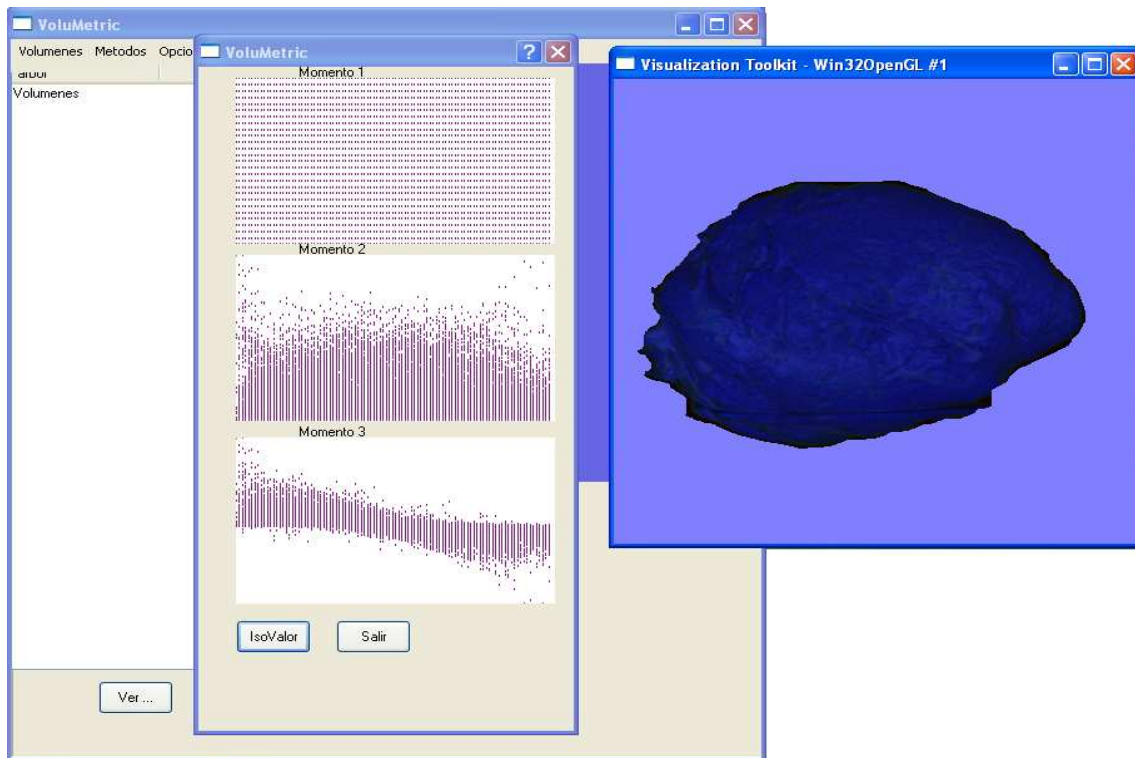 VoluMetric
Volumenes Metodos Opcio
arbol
Volumenes
Ver ...
VoluMetric
Momento 1
Momento 2
Momento 3
IsoValor Salir
Visualization Toolkit - Win32OpenGL #1